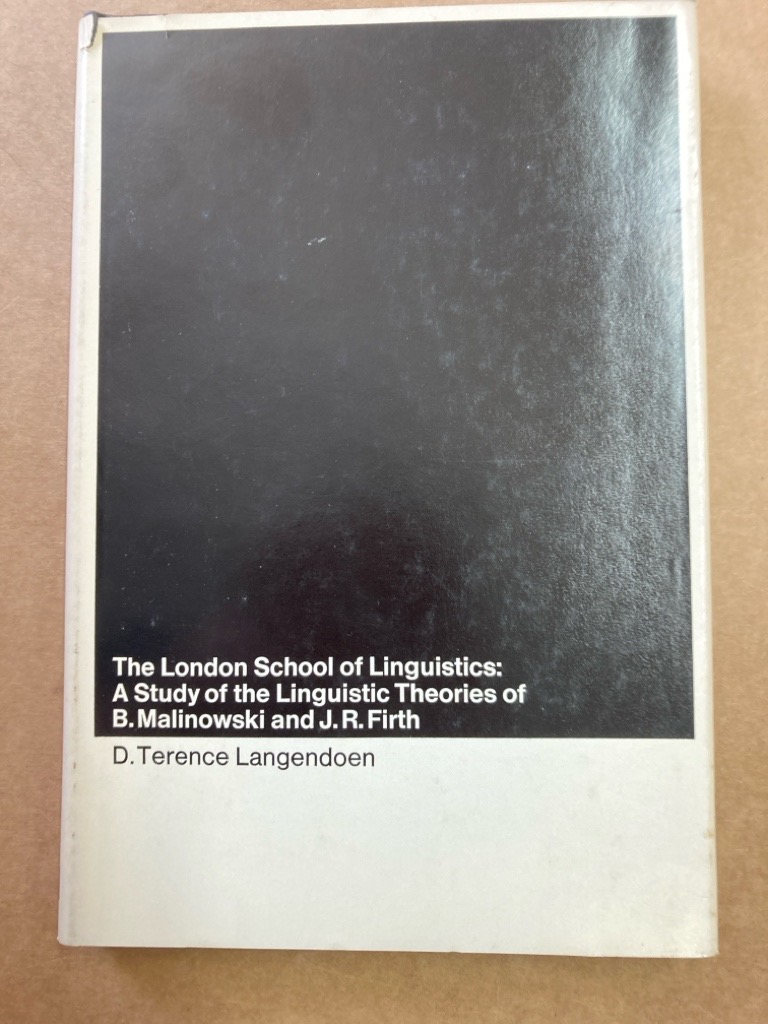 The London School of Linguistics:
A Study of the Linguistic Theories of
B. Malinowski and J. R. Firth
D. Terence Langendoen